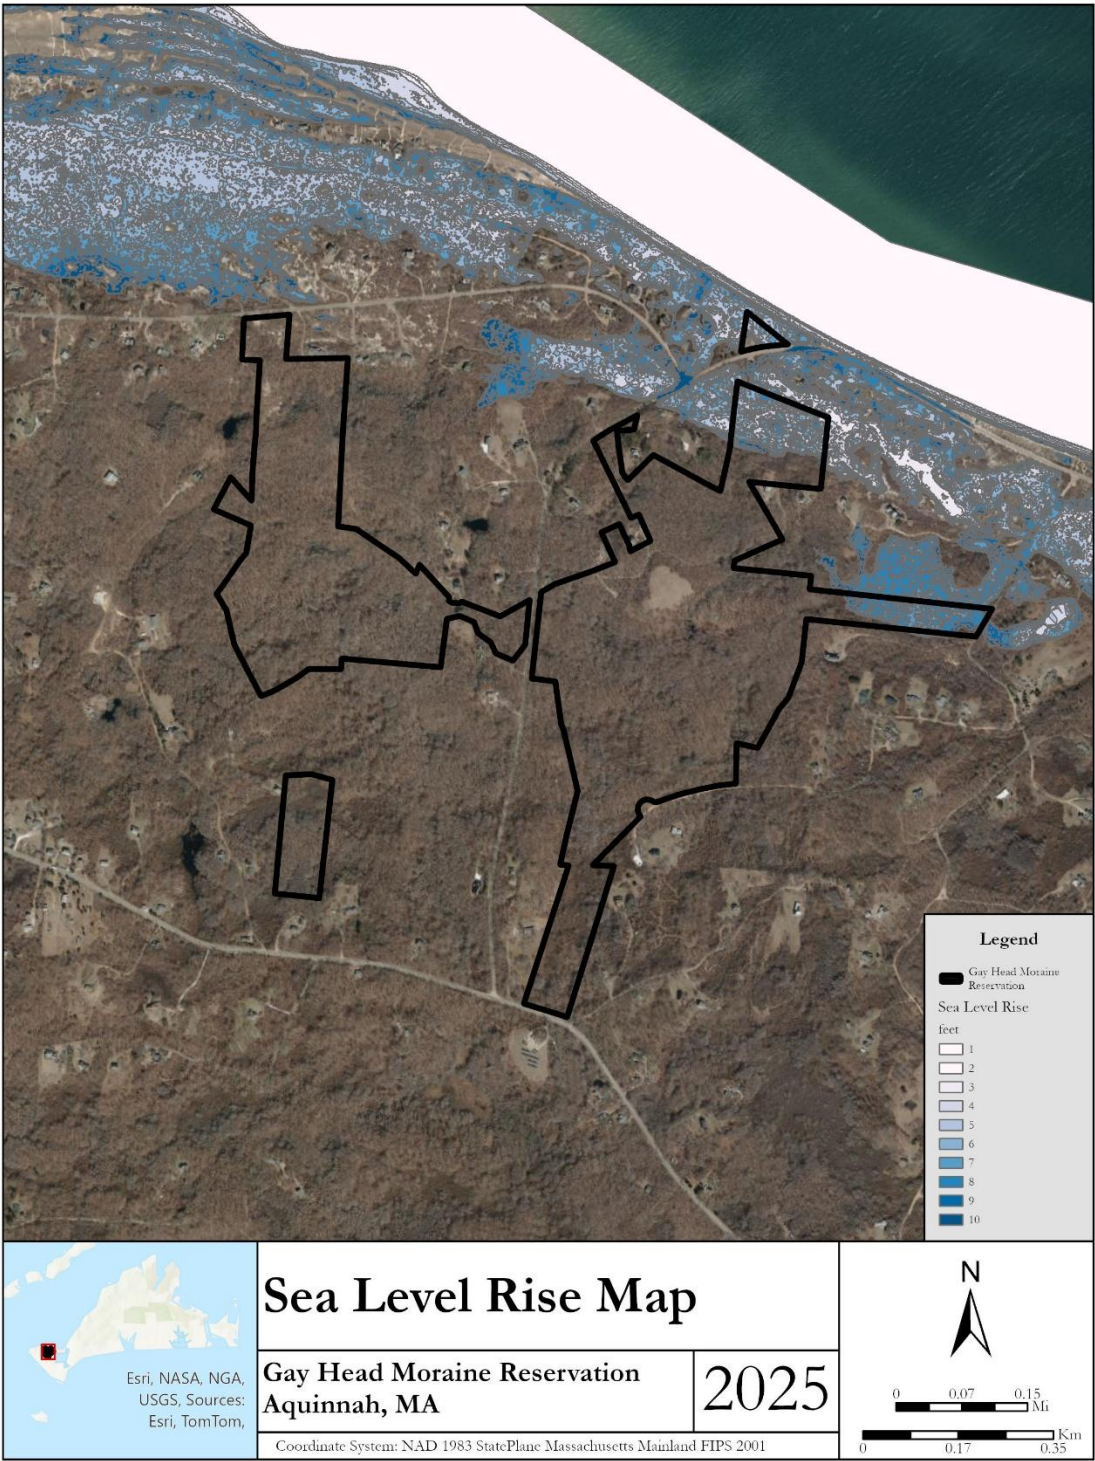 Legend
Gay Head Moraine
Reservation
Sea Level Rise
feet
1
2
3
4
5
6
7
8
9
10
Esri, NASA, NGA,
USGS, Sources:
Esri, TomTom,
Sea Level Rise Map
Gay Head Moraine Reservation
Aquinnah, MA
2025
Coordinate System: NAD 1983 StatePlane Massachusetts Mainland FIPS 2001
N
0 0.07 0.15
Mi
Km
0 0.17 0.35